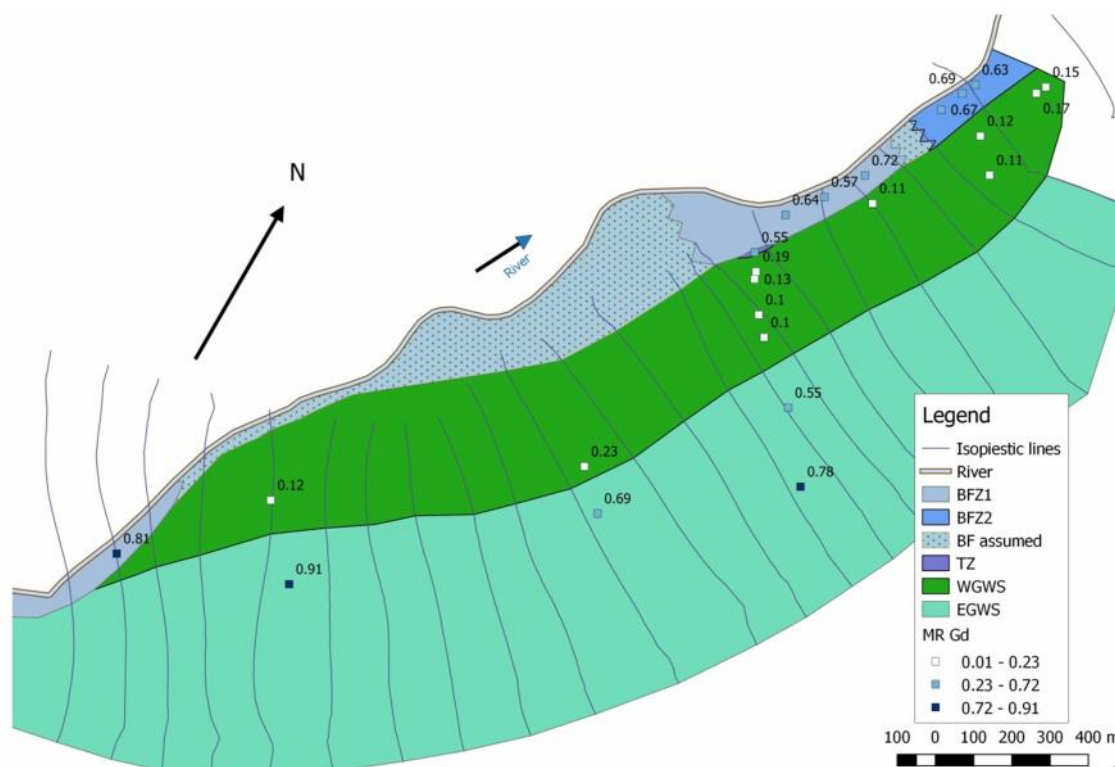 0.63
0.69
0.15
0.67
0.17
0.12
N
0.72
0.11
0.57
0.11
0.64
River
0.55
0.19
0.13
0.1
0.1
0.55
Legend
Isopiestic lines
River
0.23
0.78
BFZ1
0.12
0.69
BFZ2
BF assumed
0.81
TZ
0.91
WGWS
EGWS
MR Gd
0.01 - 0.23
0.23 - 0.72
0.72 - 0.91
100 0 100 200 300 400 m